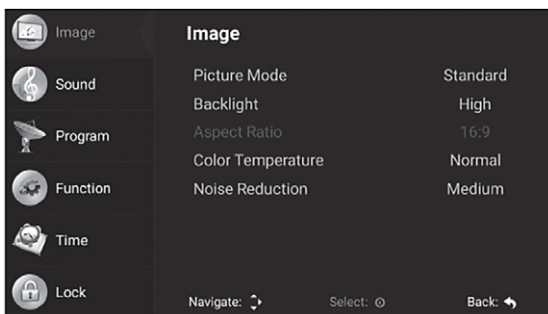 Image
Sound
Program
Function
Time
Lock
Image
Picture Mode Standard
Backlight High
Aspect Ratio 16:9
Color Temperature Normal
Noise Reduction Medium
Navigate: Select: Back: